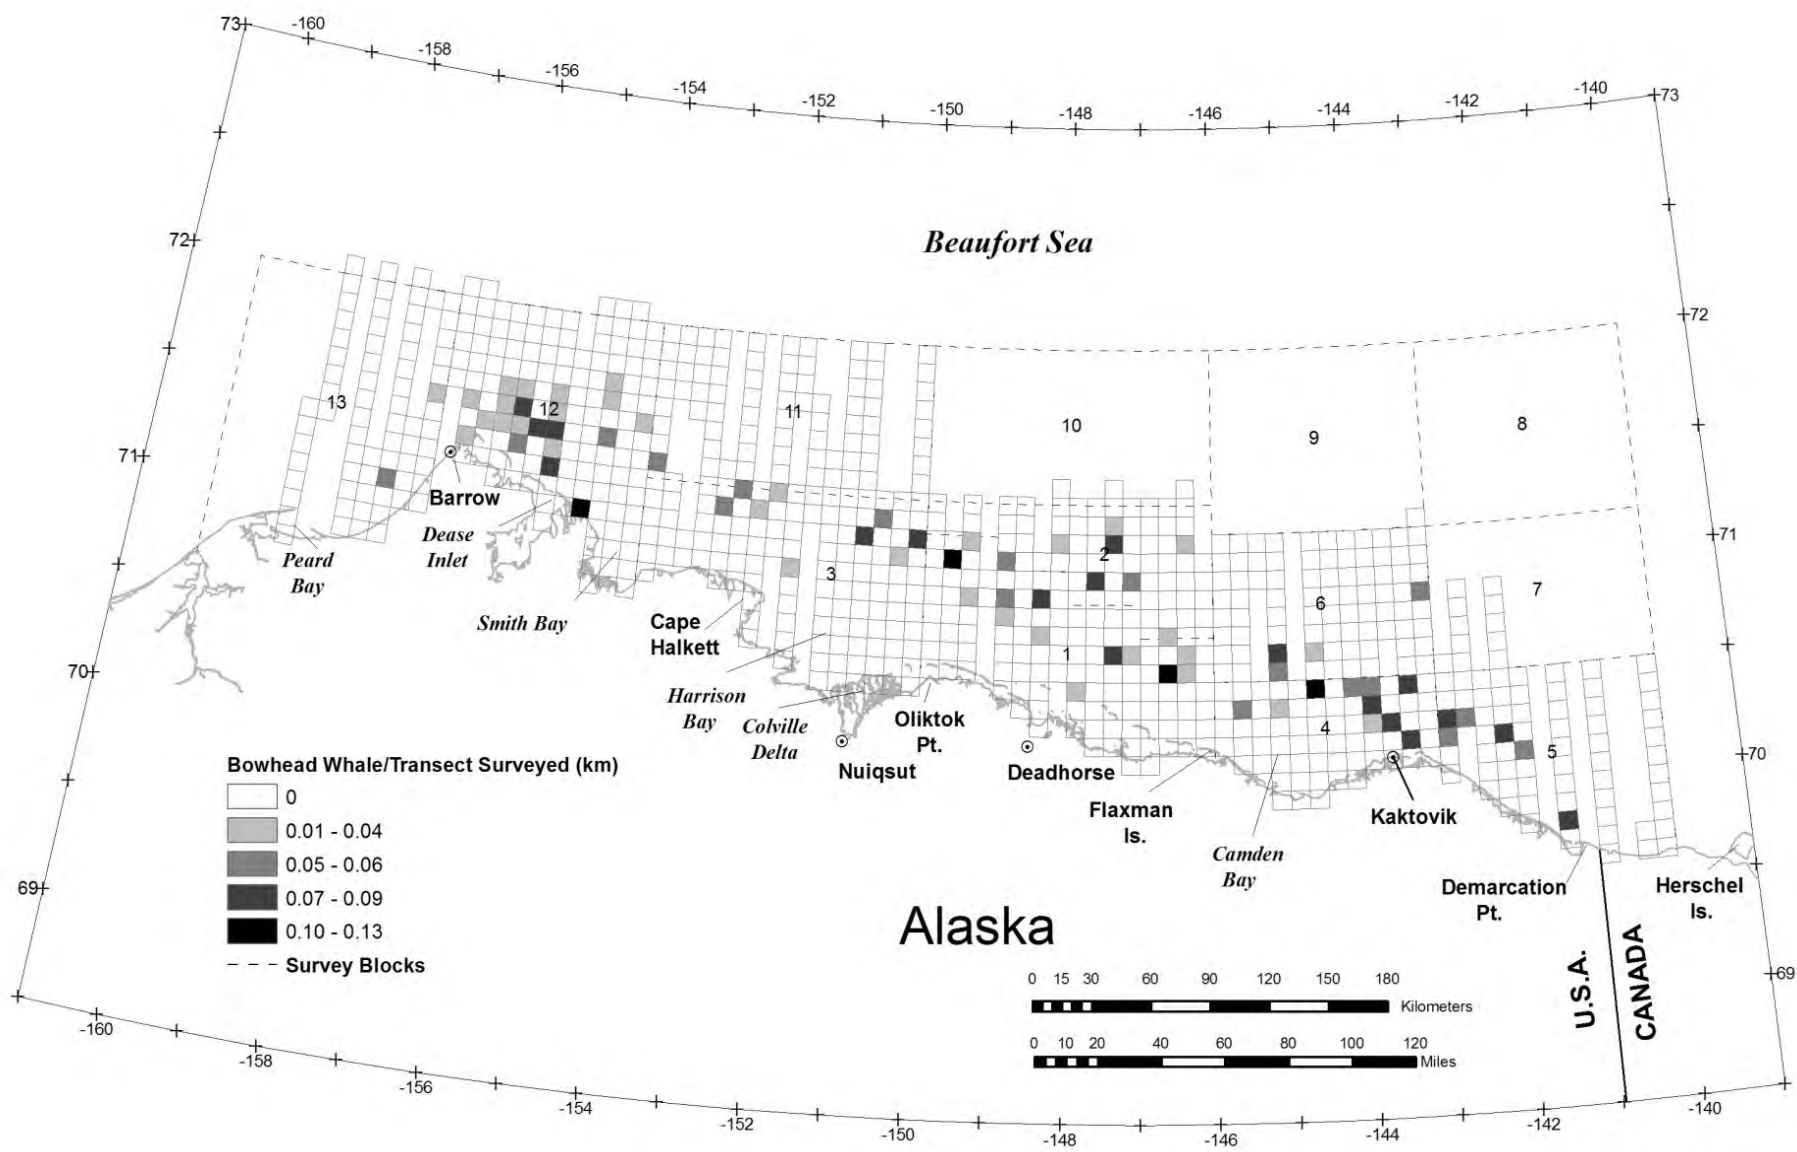 73
-160
-158
-156
-154
-152
-150
-148
-146
-144
-142
-140
73
72
Beaufort Sea
72
13
12
11
10
9
8
71
Barrow
Dease
Inlet
Peard
Bay
Smith Bay
Cape
Halkett
3
2
6
7
71
1
70
Harrison
Bay
Colville
Delta
Oliktok
Pt.
Nuiqsut
Deadhorse
Flaxman
Is.
4
5
70
Camden
Bay
Kaktovik
Demarcation
Pt.
Herschel
Is.
Bowhead Whale/Transect Surveyed (km)
0
0.01 - 0.04
0.05 - 0.06
0.07 - 0.09
0.10 - 0.13
Survey Blocks
69
Alaska
U.S.A.
CANADA
69
0 15 30 60 90 120 150 180
Kilometers
0 10 20 40 60 80 100 120
Miles
-160
-158
-156
-154
-152
-150
-148
-146
-144
-142
-140